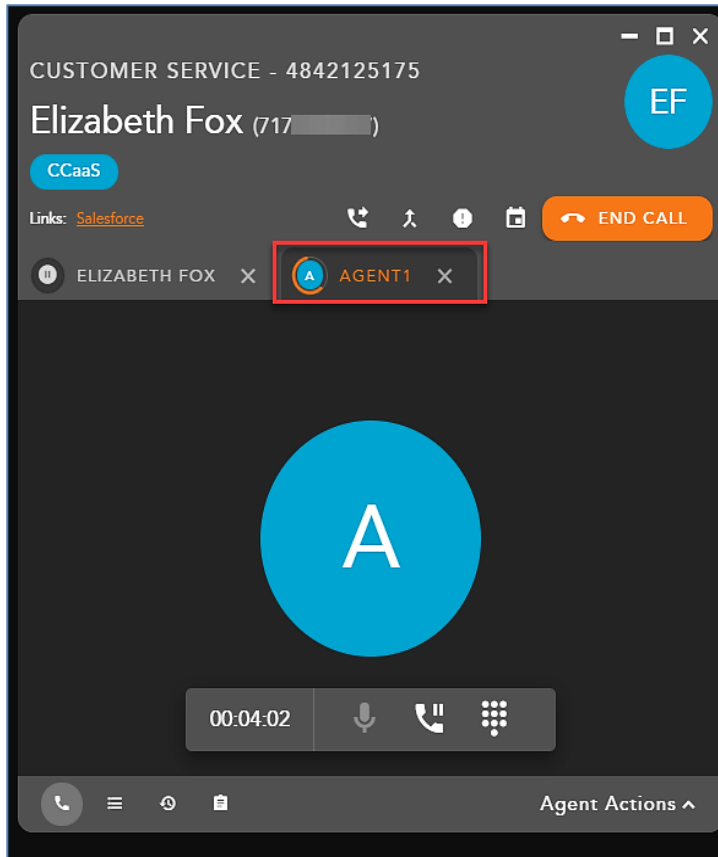 CUSTOMER SERVICE - 4842125175
Elizabeth Fox (717 )
EF
CCaaS
Links: Salesforce
END CALL
ELIZABETH FOX
A AGENT1
A
00:04:02
Agent Actions